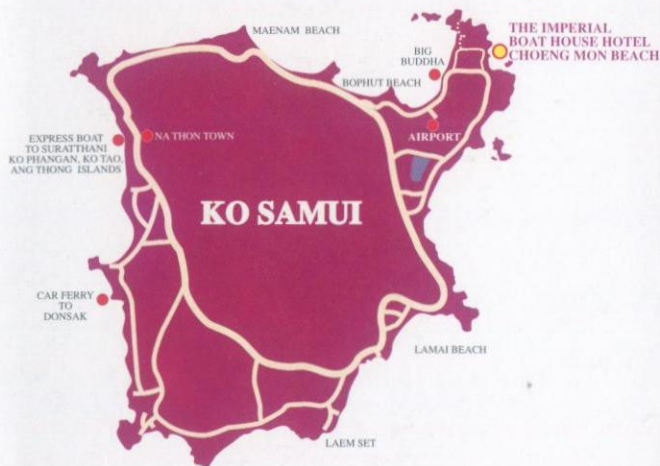 MAENAM BEACH
BIG
BUDDHA
THE IMPERIAL
BOAT HOUSE HOTEL
CHOENG MON BEACH
BOPHUT BEACH
EXPRESS BOAT
TO SURATTHANI
KO PHANGAN, KO TAO,
ANG THONG ISLANDS
NA THON TOWN
AIRPORT
KO SAMUI
CAR FERRY
TO
DONSAK
LAMAI BEACH
LAEM SET